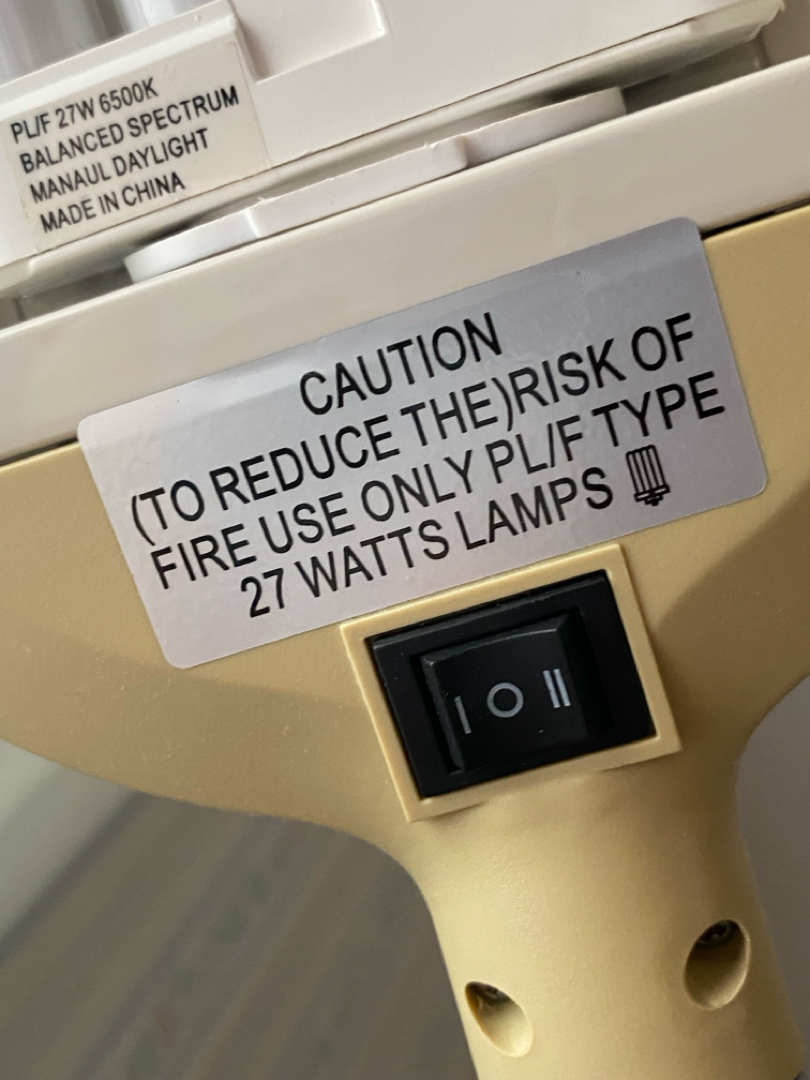 PL/F 27W 6500K
BALANCED SPECTRUM
MANAUL DAYLIGHT
MADE IN CHINA
CAUTION
(TO REDUCE THE)RISK OF
FIRE USE ONLY PL/F TYPE
27 WATTS LAMPS
I O II